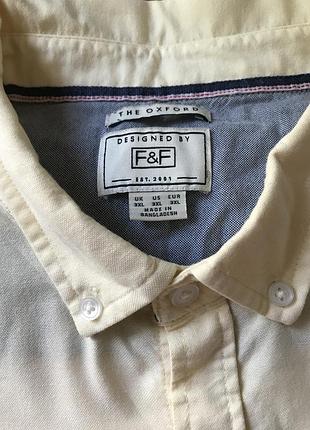 THE OXFORD
DESIGNED BY
F&F
EST. 2001
UK US EUR
3XL 3XL 3XL
MADE IN
BANGLADESH